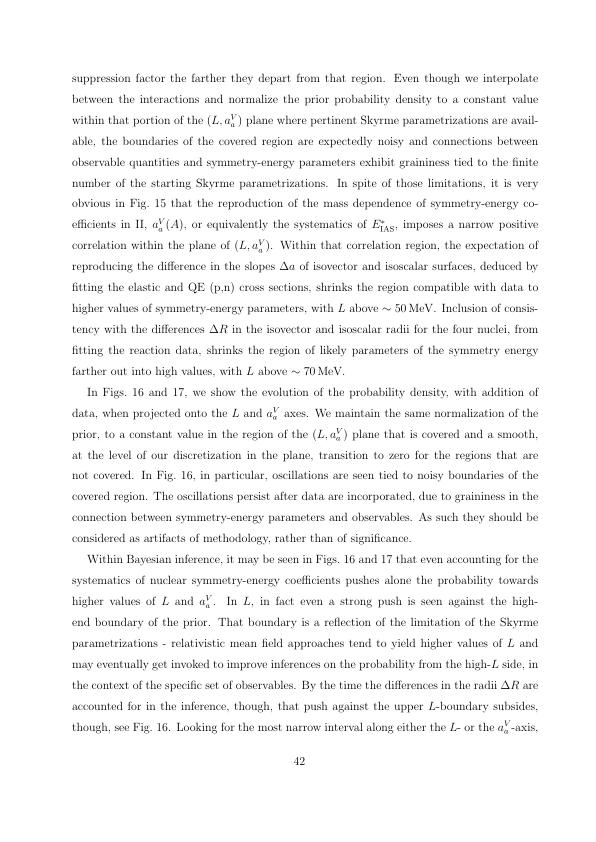 suppression factor the farther they depart from that region. Even though we interpolate
between the interactions and normalize the prior probability density to a constant value
within that portion of the (L, a_a^V) plane where pertinent Skyrme parametrizations are avail-
able, the boundaries of the covered region are expectedly noisy and connections between
observable quantities and symmetry-energy parameters exhibit graininess tied to the finite
number of the starting Skyrme parametrizations. In spite of those limitations, it is very
obvious in Fig. 15 that the reproduction of the mass dependence of symmetry-energy co-
efficients in II, a_a^V(A), or equivalently the systematics of E*_IAS, imposes a narrow positive
correlation within the plane of (L, a_a^V). Within that correlation region, the expectation of
reproducing the difference in the slopes Δa of isovector and isoscalar surfaces, deduced by
fitting the elastic and QE (p,n) cross sections, shrinks the region compatible with data to
higher values of symmetry-energy parameters, with L above ∼ 50 MeV. Inclusion of consis-
tency with the differences ΔR in the isovector and isoscalar radii for the four nuclei, from
fitting the reaction data, shrinks the region of likely parameters of the symmetry energy
farther out into high values, with L above ∼ 70 MeV.
In Figs. 16 and 17, we show the evolution of the probability density, with addition of
data, when projected onto the L and a_a^V axes. We maintain the same normalization of the
prior, to a constant value in the region of the (L, a_a^V) plane that is covered and a smooth,
at the level of our discretization in the plane, transition to zero for the regions that are
not covered. In Fig. 16, in particular, oscillations are seen tied to noisy boundaries of the
covered region. The oscillations persist after data are incorporated, due to graininess in the
connection between symmetry-energy parameters and observables. As such they should be
considered as artifacts of methodology, rather than of significance.
Within Bayesian inference, it may be seen in Figs. 16 and 17 that even accounting for the
systematics of nuclear symmetry-energy coefficients pushes alone the probability towards
higher values of L and a_a^V. In L, in fact even a strong push is seen against the high-
end boundary of the prior. That boundary is a reflection of the limitation of the Skyrme
parametrizations - relativistic mean field approaches tend to yield higher values of L and
may eventually get invoked to improve inferences on the probability from the high-L side, in
the context of the specific set of observables. By the time the differences in the radii ΔR are
accounted for in the inference, though, that push against the upper L-boundary subsides,
though, see Fig. 16. Looking for the most narrow interval along either the L- or the a_a^V-axis,
42